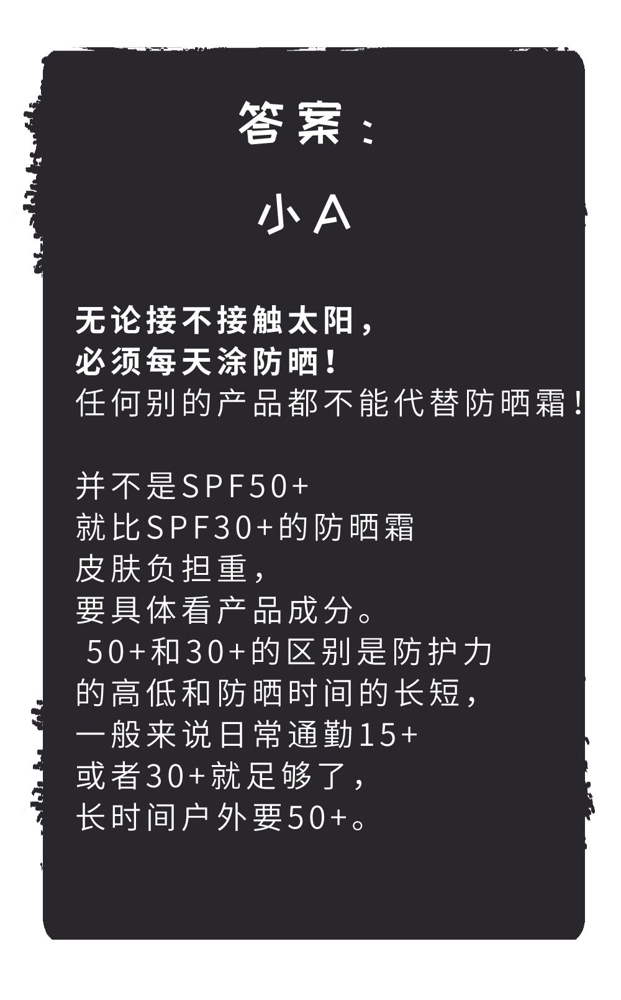 答案：
小A
无论接不接触太阳，
必须每天涂防晒！
任何别的产品都不能代替防晒霜！
并不是SPF50+
就比SPF30+的防晒霜
皮肤负担重，
要具体看产品成分。
50+和30+的区别是防护力
的高低和防晒时间的长短，
一般来说日常通勤15+
或者30+就足够了，
长时间户外要50+。